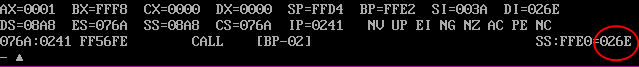 AX=0001  BX=FFF8  CX=0000  DX=0000  SP=FFD4  BP=FFE2  SI=003A  DI=026E
DS=08A8  ES=076A  SS=08A8  CS=076A  IP=0241   NV UP EI NG NZ AC PE NC
076A:0241 FF56FE        CALL    [BP-02]                            SS:FFE0=026E
-